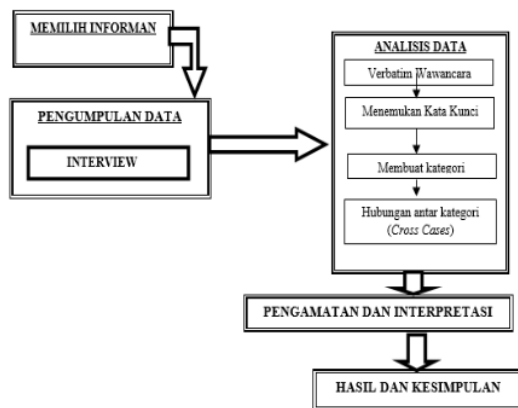 MEMILIH INFORMAN
PENGUMPULAN DATA
INTERVIEW
ANALISIS DATA
Verbatim Wawancara
Menemukan Kata Kunci
Membuat kategori
Hubungan antar kategori
(Cross Cases)
PENGAMATAN DAN INTERPRETASI
HASIL DAN KESIMPULAN